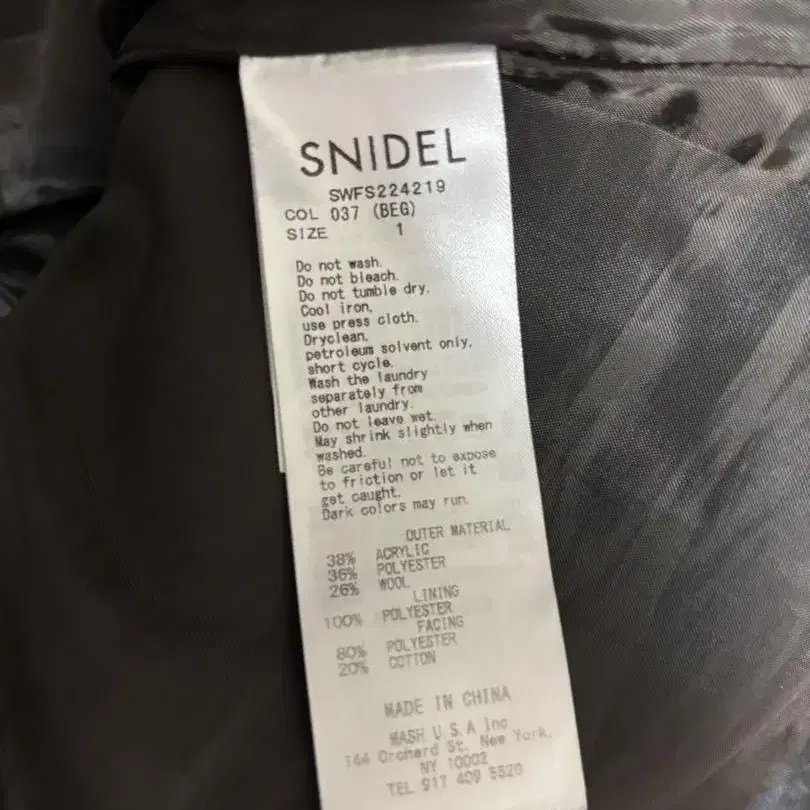 SNIDEL
SWFS224219
COL 037 (BEG)
SIZE 1
Do not wash.
Do not bleach.
Do not tumble dry.
Cool iron,
use press cloth.
Dryclean,
petroleum solvent only,
short cycle.
Wash the laundry
separately from
other laundry.
Do not leave wet.
May shrink slightly when
washed.
Be careful not to expose
to friction or let it
get caught.
Dark colors may run.
OUTER MATERIAL
38% ACRYLIC
36% POLYESTER
26% WOOL
LINING
100% POLYESTER
FACING
80% POLYESTER
20% COTTON
MADE IN CHINA
MASH U.S.A Inc
144 Orchard St. New York,
NY 10002
TEL 917 409 5520